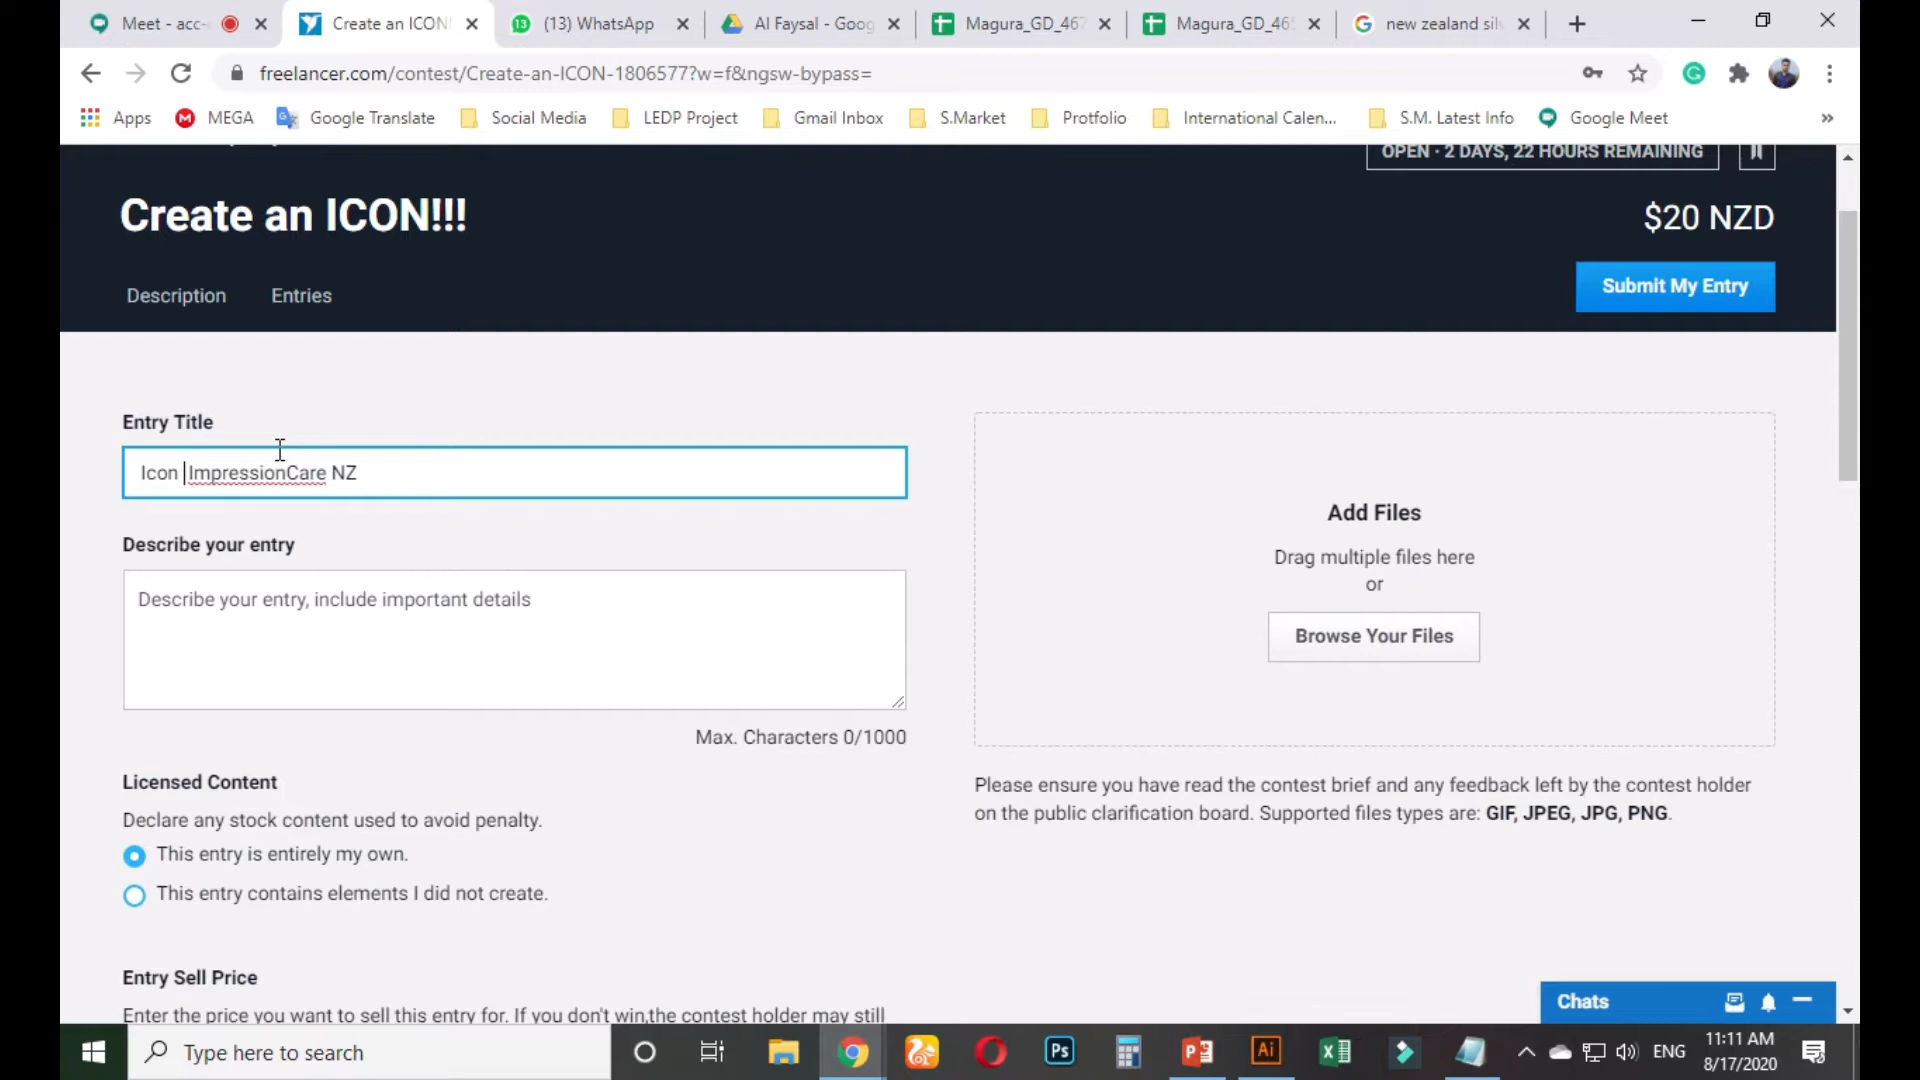 Meet - acc-
Create an ICON!
(13) WhatsApp
Al Faysal - Goog
Magura_GD_467
Magura_GD_465
new zealand sil
freelancer.com/contest/Create-an-ICON-1806577?w=f&ngsw-bypass=
Apps
MEGA
Google Translate
Social Media
LEDP Project
Gmail Inbox
S.Market
Protfolio
International Calen...
S.M. Latest Info
Google Meet
»
OPEN · 2 DAYS, 22 HOURS REMAINING
Create an ICON!!!
$20 NZD
Description
Entries
Submit My Entry
Entry Title
Icon ImpressionCare NZ
Describe your entry
Describe your entry, include important details
Max. Characters 0/1000
Add Files
Drag multiple files here
or
Browse Your Files
Please ensure you have read the contest brief and any feedback left by the contest holder
on the public clarification board. Supported files types are: GIF, JPEG, JPG, PNG.
Licensed Content
Declare any stock content used to avoid penalty.
This entry is entirely my own.
This entry contains elements I did not create.
Entry Sell Price
Enter the price you want to sell this entry for. If you don't win,the contest holder may still
Chats
Type here to search
ENG
11:11 AM
8/17/2020